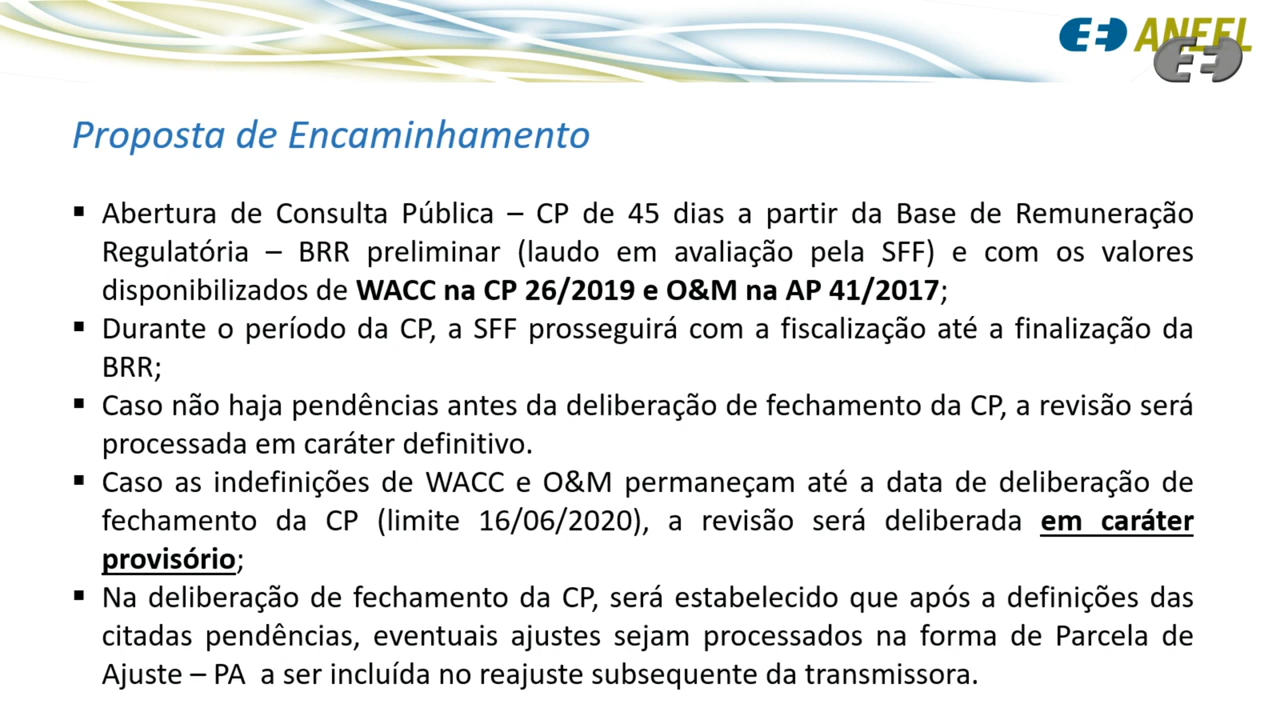 ANEEL
Proposta de Encaminhamento
▪ Abertura de Consulta Pública – CP de 45 dias a partir da Base de Remuneração
Regulatória – BRR preliminar (laudo em avaliação pela SFF) e com os valores
disponibilizados de WACC na CP 26/2019 e O&M na AP 41/2017;
▪ Durante o período da CP, a SFF prosseguirá com a fiscalização até a finalização da
BRR;
▪ Caso não haja pendências antes da deliberação de fechamento da CP, a revisão será
processada em caráter definitivo.
▪ Caso as indefinições de WACC e O&M permaneçam até a data de deliberação de
fechamento da CP (limite 16/06/2020), a revisão será deliberada em caráter
provisório;
▪ Na deliberação de fechamento da CP, será estabelecido que após a definições das
citadas pendências, eventuais ajustes sejam processados na forma de Parcela de
Ajuste – PA a ser incluída no reajuste subsequente da transmissora.